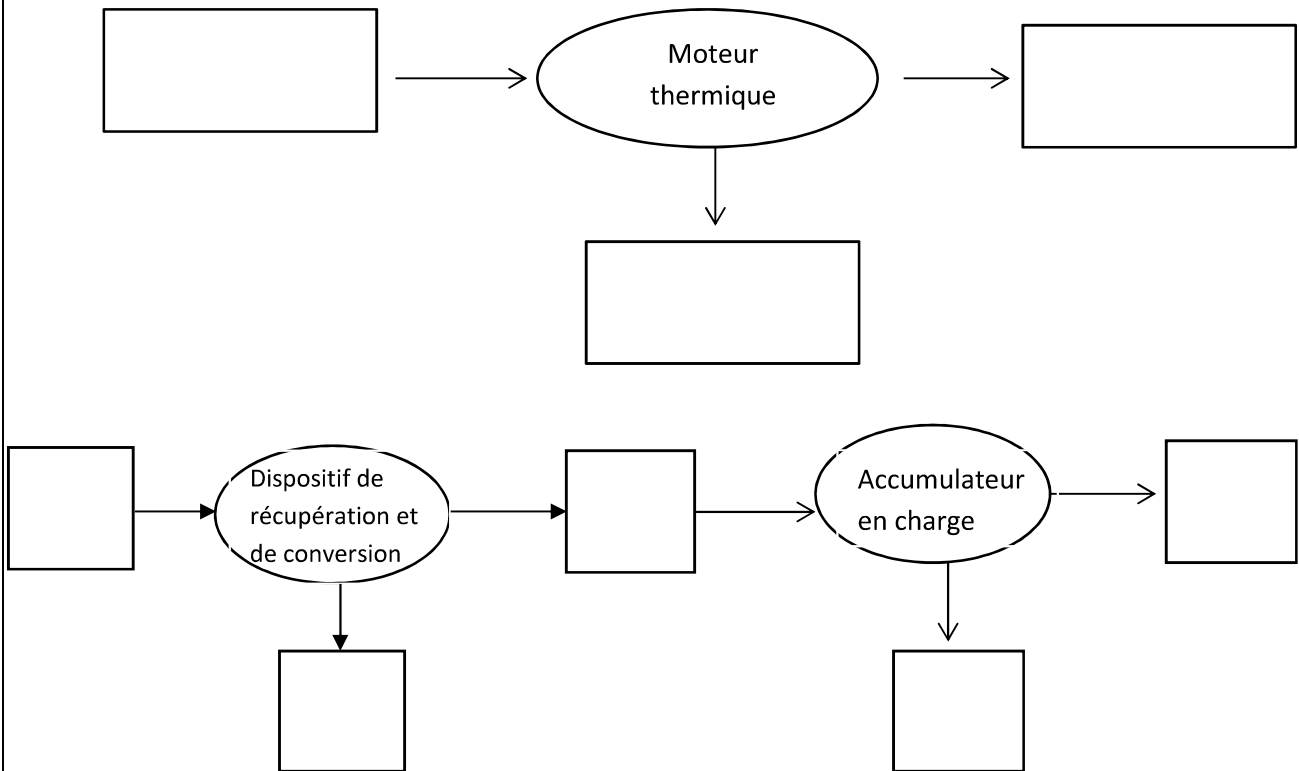 Moteur
thermique
Dispositif de
récupération et
de conversion
Accumulateur
en charge